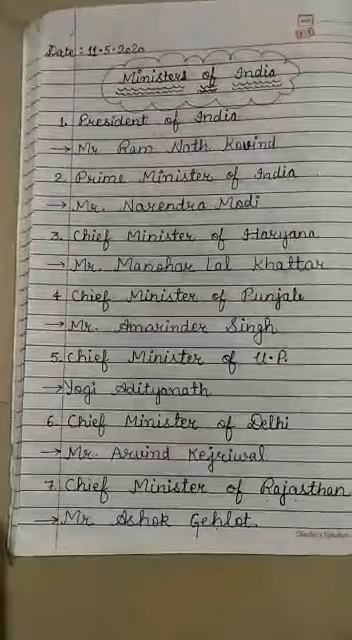 Date : 11.5.2020
Ministers of India
1. President of India
→ Mr Ram Nath Kovind
2. Prime Minister of India
→ Mr. Narendra Modi
3. Chief Minister of Haryana
→ Mr. Manohar Lal Khattar
4 Chief Minister of Punjab
→ Mr. Amarinder Singh
5. Chief Minister of U.P.
→ Yogi Adityanath
6. Chief Minister of Delhi
→ Mr. Arvind Kejriwal
7. Chief Minister of Rajasthan
→ Mr Ashok Gehlot.
Teacher's Signature